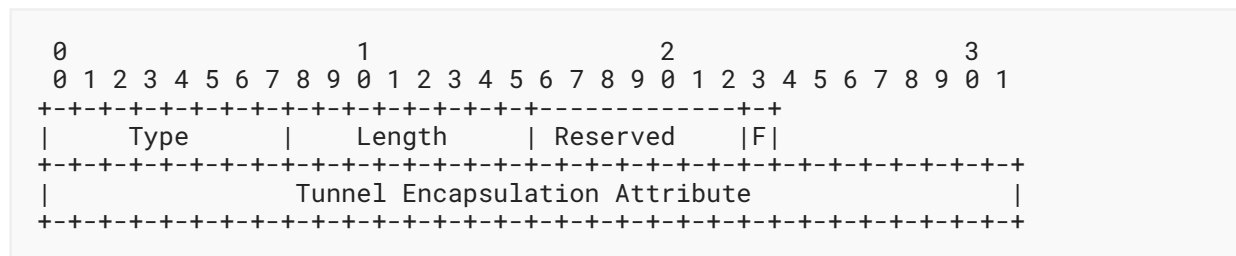 0                   1                   2                   3
 0 1 2 3 4 5 6 7 8 9 0 1 2 3 4 5 6 7 8 9 0 1 2 3 4 5 6 7 8 9 0 1
+-+-+-+-+-+-+-+-+-+-+-+-+-+-+-+-+-------------+-+
|     Type      |    Length     | Reserved    |F|
+-+-+-+-+-+-+-+-+-+-+-+-+-+-+-+-+-+-+-+-+-+-+-+-+-+-+-+-+-+-+-+-+
|                Tunnel Encapsulation Attribute                 |
+-+-+-+-+-+-+-+-+-+-+-+-+-+-+-+-+-+-+-+-+-+-+-+-+-+-+-+-+-+-+-+-+